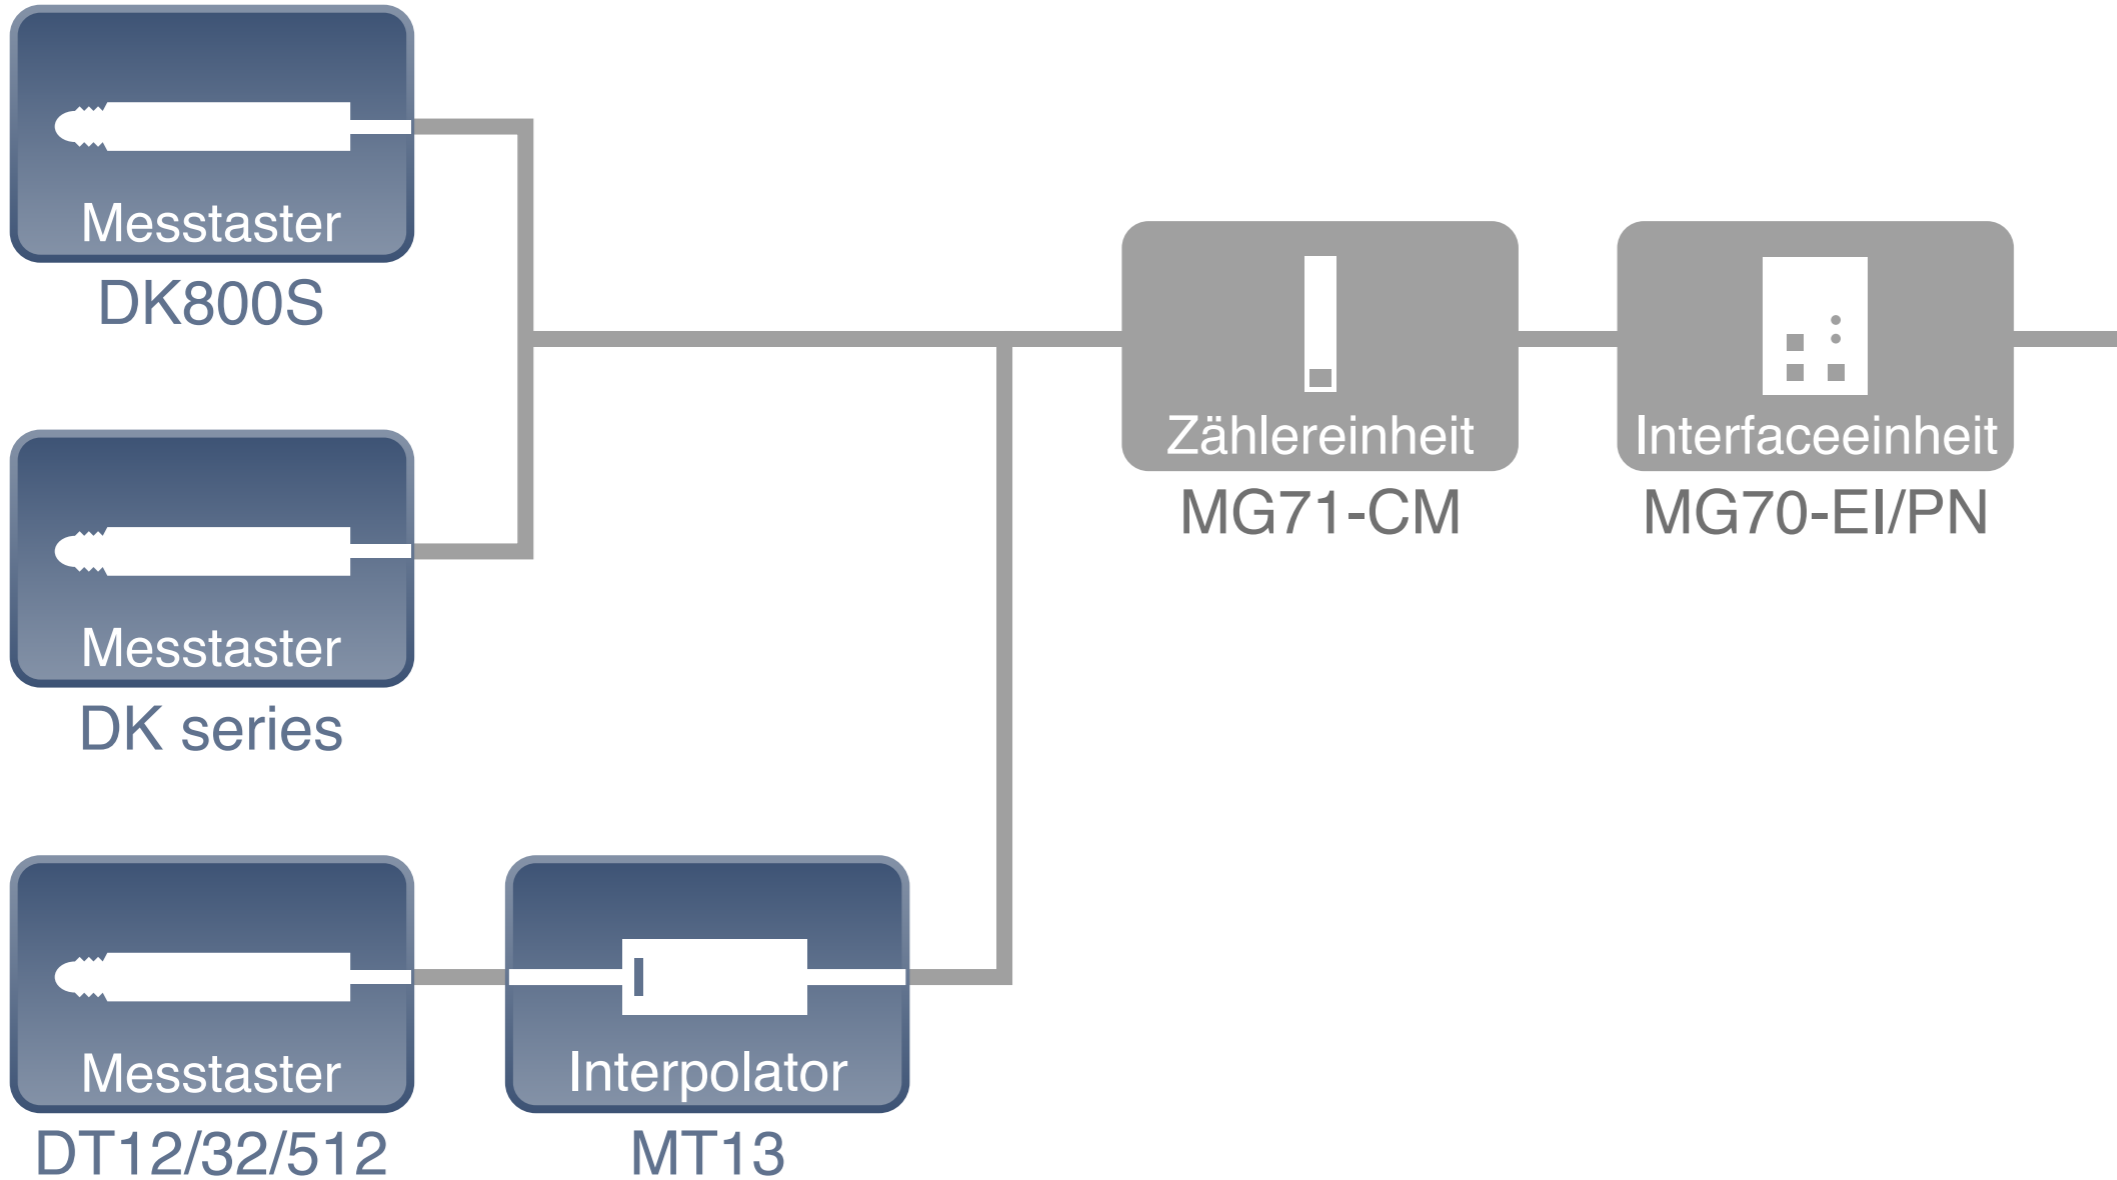 Messtaster
DK800S
Zählereinheit
MG71-CM
Interfaceeinheit
MG70-EI/PN
Messtaster
DK series
Messtaster
DT12/32/512
Interpolator
MT13